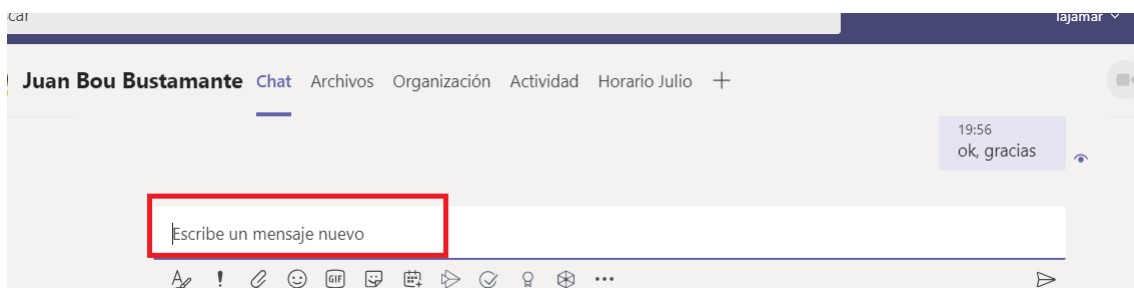 car
Tajamar
Juan Bou Bustamante Chat Archivos Organización Actividad Horario Julio +
19:56
ok, gracias
Escribe un mensaje nuevo
GIF